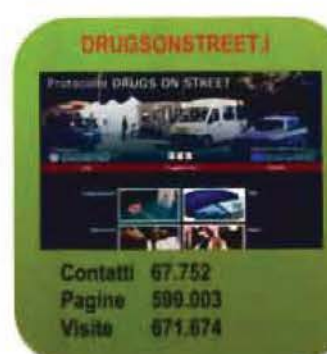 DRUGSONSTREET.I
Protocollo DRUGS ON STREET
Contatti 67.752
Pagine 599.003
Visite 671.674